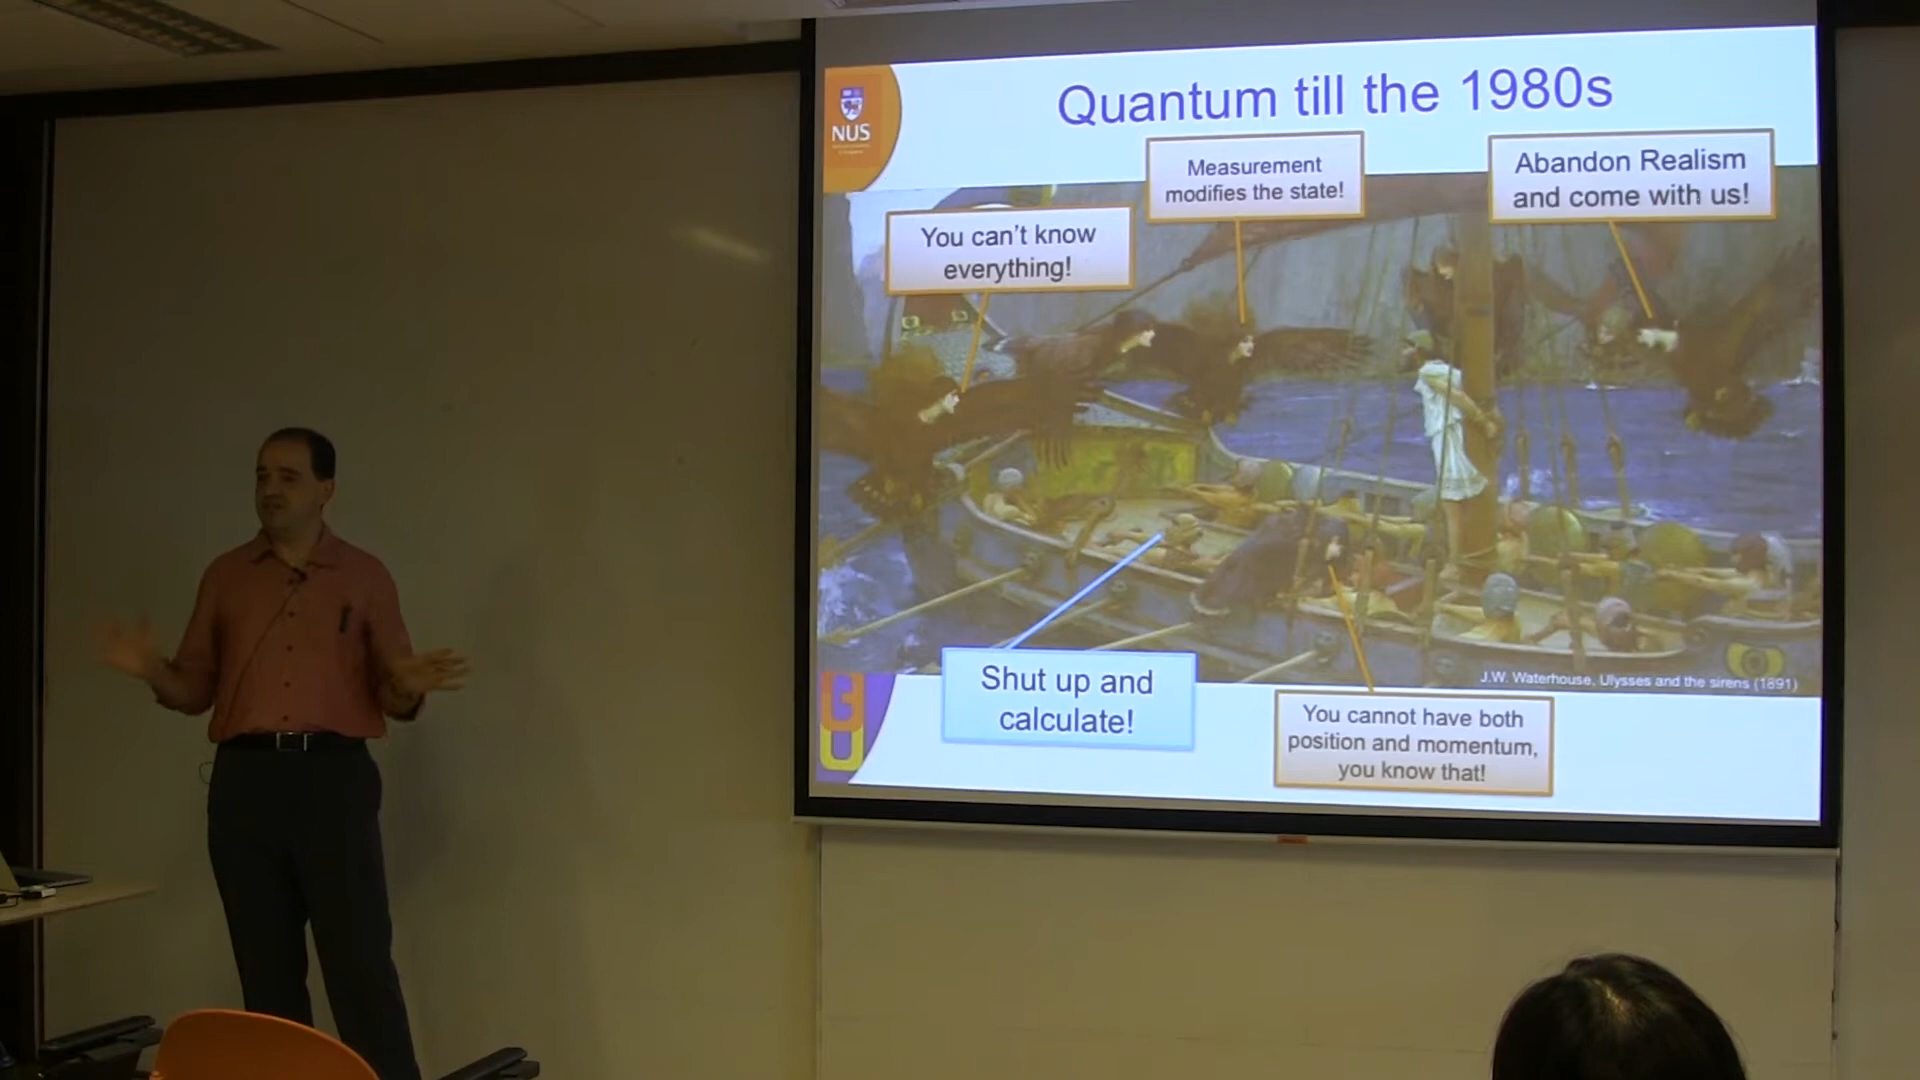 Quantum till the 1980s
NUS
Measurement
modifies the state!
Abandon Realism
and come with us!
You can't know
everything!
J.W. Waterhouse, Ulysses and the sirens (1891)
Shut up and
calculate!
You cannot have both
position and momentum,
you know that!